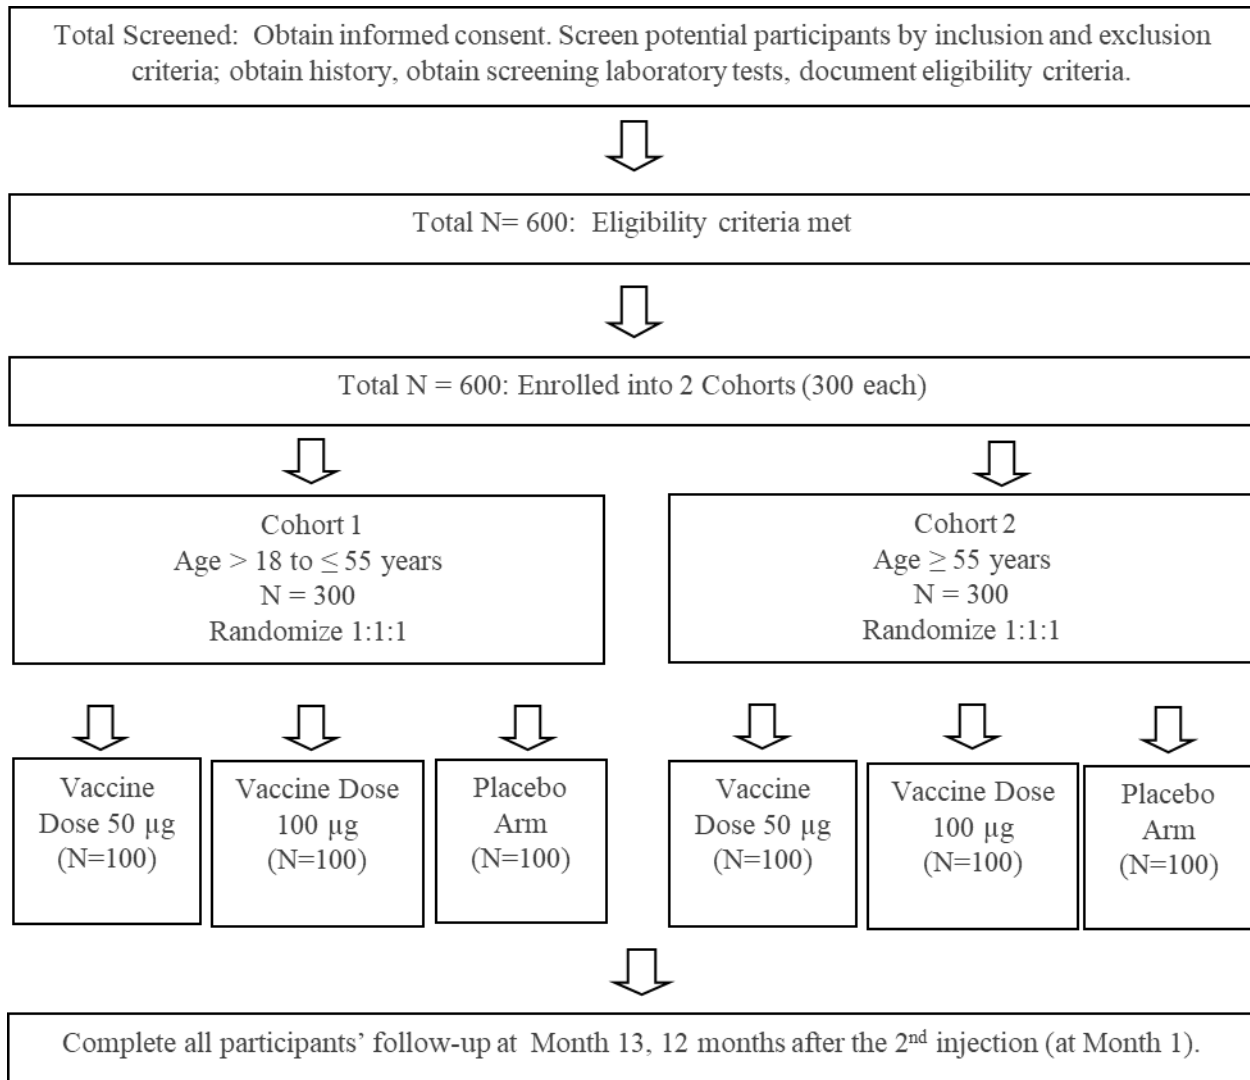 Total Screened: Obtain informed consent. Screen potential participants by inclusion and exclusion
criteria; obtain history, obtain screening laboratory tests, document eligibility criteria.
Total N= 600: Eligibility criteria met
Total N = 600: Enrolled into 2 Cohorts (300 each)
Cohort 1
Age > 18 to ≤ 55 years
N = 300
Randomize 1:1:1
Cohort 2
Age ≥ 55 years
N = 300
Randomize 1:1:1
Vaccine
Dose 50 µg
(N=100)
Vaccine Dose
100 µg
(N=100)
Placebo
Arm
(N=100)
Vaccine
Dose 50 µg
(N=100)
Vaccine Dose
100 µg
(N=100)
Placebo
Arm
(N=100)
Complete all participants’ follow-up at Month 13, 12 months after the 2nd injection (at Month 1).